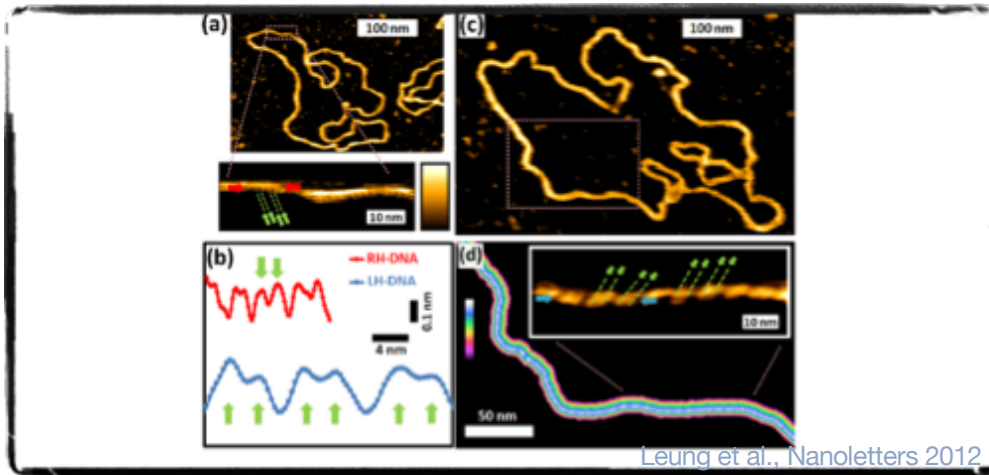 (a)
100 nm
10 nm
(b)
RH-DNA
LH-DNA
0.1 nm
4 nm
(c)
100 nm
(d)
10 nm
50 nm
Leung et al., Nanoletters 2012